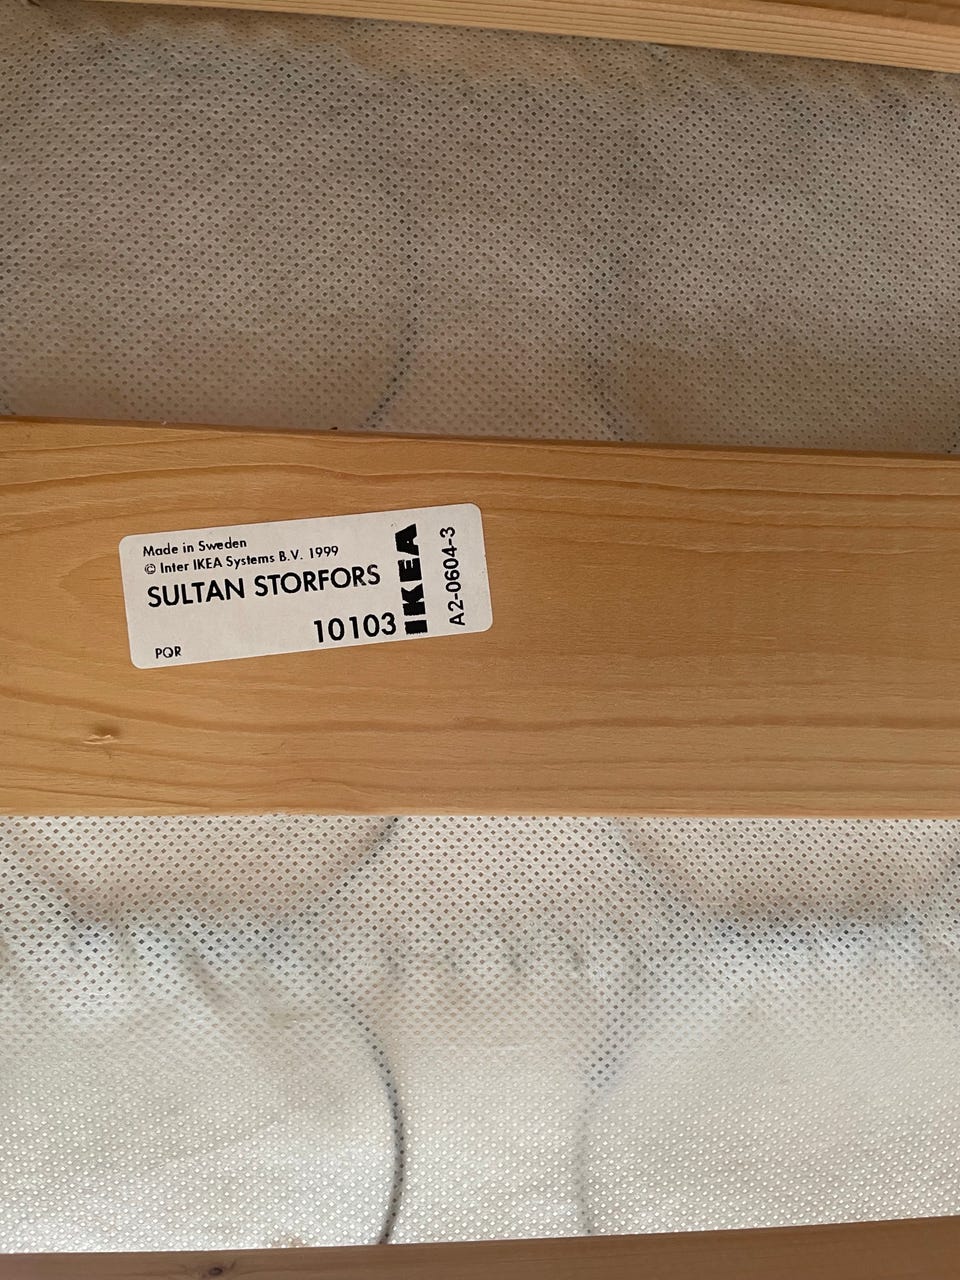 Made in Sweden
© Inter IKEA Systems B.V. 1999
SULTAN STORFORS
10103
PQR
IKEA
A2-0604-3